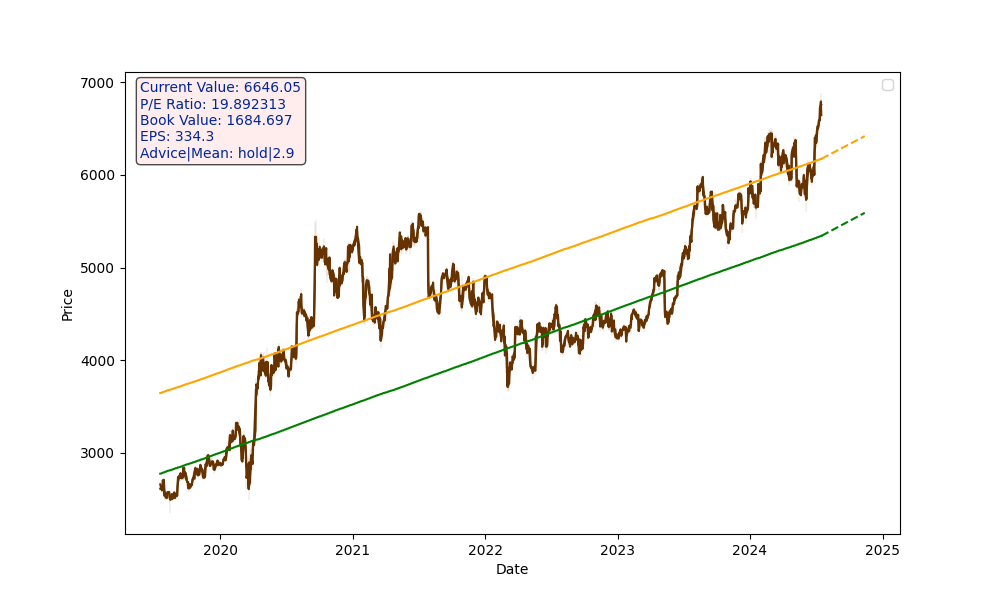 7000
6000
5000
4000
3000
Price
Current Value: 6646.05
P/E Ratio: 19.892313
Book Value: 1684.697
EPS: 334.3
Advice|Mean: hold|2.9
2020
2021
2022
2023
2024
2025
Date